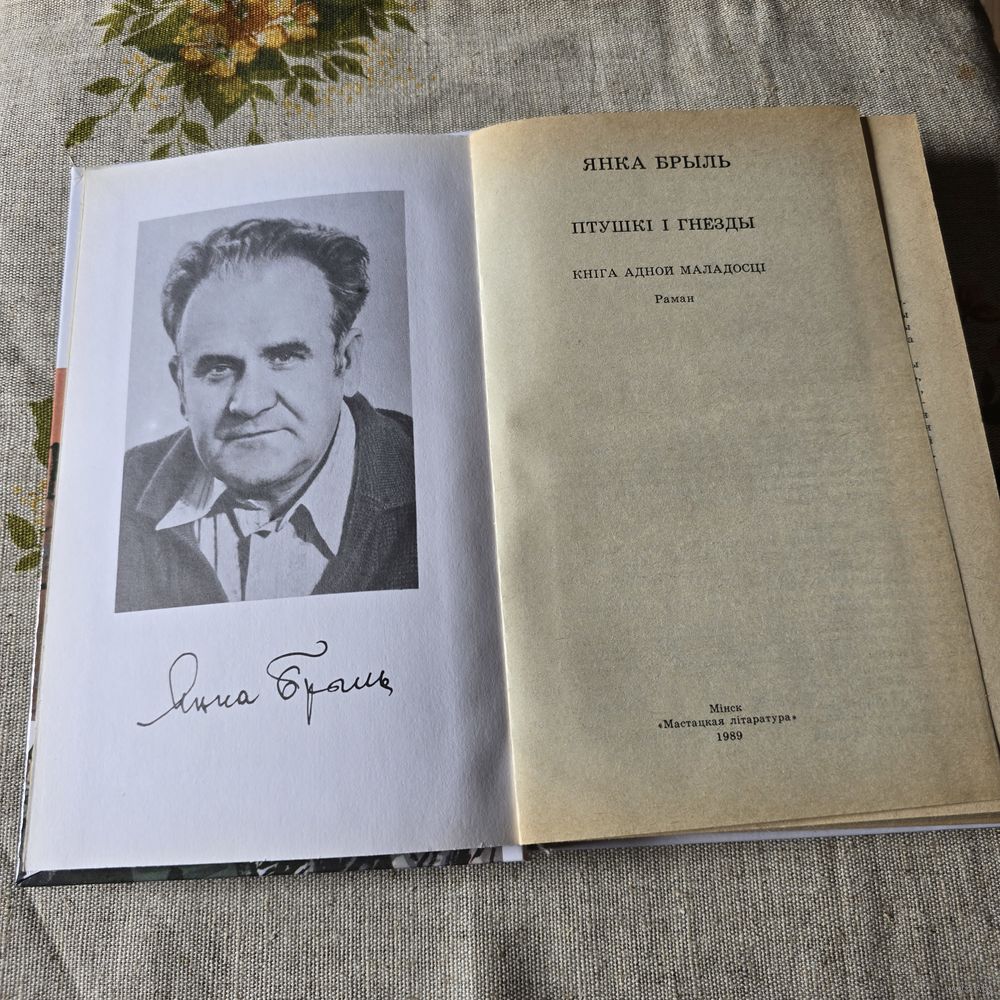 Янка Брыль
ЯНКА БРЫЛЬ
ПТУШКІ І ГНЕЗДЫ
КНІГА АДНОЙ МАЛАДОСЦІ
Раман
Мінск
«Мастацкая літаратура»
1989